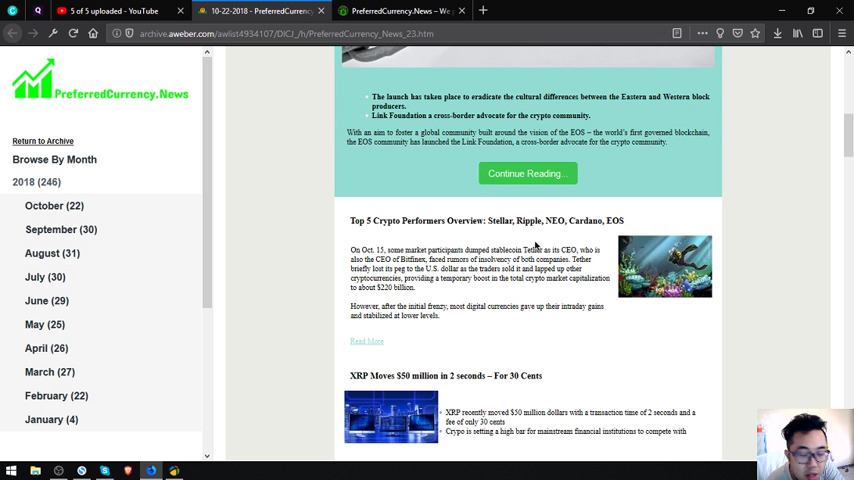 5 of 5 uploaded - YouTube
10-22-2018 - PreferredCurrency
PreferredCurrency.News – We p
archive.aweber.com/awlist4934107/DICJ_/h/PreferredCurrency_News_23.htm
PreferredCurrency.News
Return to Archive
Browse By Month
2018 (246)
October (22)
September (30)
August (31)
July (30)
June (29)
May (25)
April (26)
March (27)
February (22)
January (4)
The launch has taken place to eradicate the cultural differences between the Eastern and Western block
producers.
Link Foundation a cross-border advocate for the crypto community.
With an aim to foster a global community built around the vision of the EOS – the world's first governed blockchain,
the EOS community has launched the Link Foundation, a cross-border advocate for the crypto community.
Continue Reading...
Top 5 Crypto Performers Overview: Stellar, Ripple, NEO, Cardano, EOS
On Oct. 15, some market participants dumped stablecoin Tether as its CEO, who is
also the CEO of Bitfinex, faced rumors of insolvency of both companies. Tether
briefly lost its peg to the U.S. dollar as the traders sold it and lapped up other
cryptocurrencies, providing a temporary boost in the total crypto market capitalization
to about $220 billion.
However, after the initial frenzy, most digital currencies gave up their intraday gains
and stabilized at lower levels.
Read More
XRP Moves $50 million in 2 seconds – For 30 Cents
XRP recently moved $50 million dollars with a transaction time of 2 seconds and a
fee of only 30 cents
Crypo is setting a high bar for mainstream financial institutions to compete with